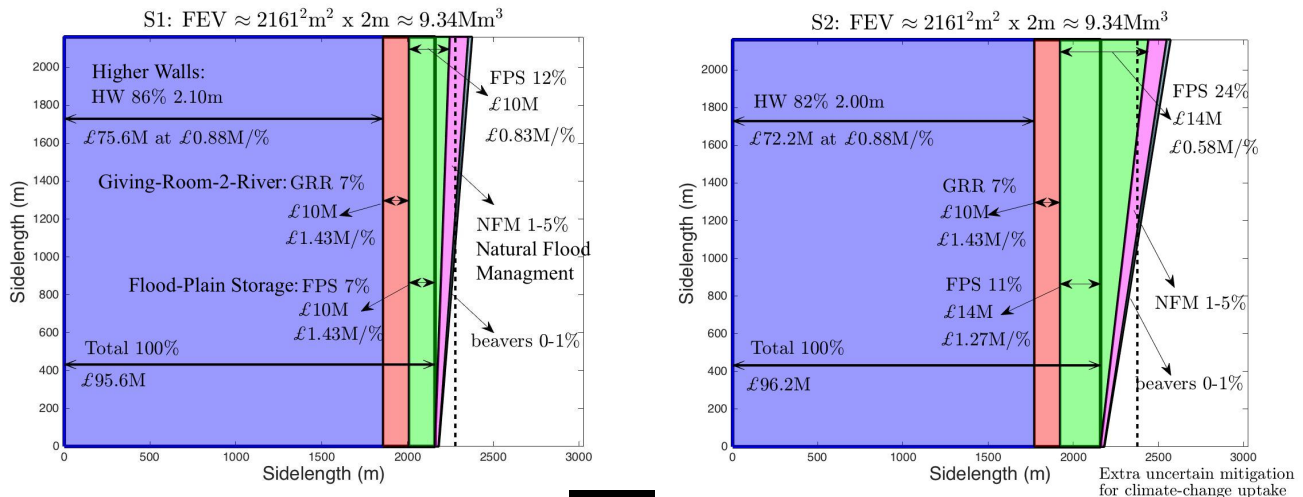 S1: FEV ≈ 2161²m² x 2m ≈ 9.34Mm³
Sidelength (m)
2000
1800
1600
1400
1200
1000
800
600
400
200
0
Higher Walls:
HW 86% 2.10m
£75.6M at £0.88M/%
FPS 12%
£10M
£0.83M/%
Giving-Room-2-River: GRR 7%
£10M
£1.43M/%
NFM 1-5%
Natural Flood
Managment
Flood-Plain Storage: FPS 7%
£10M
£1.43M/%
beavers 0-1%
Total 100%
£95.6M
0 500 1000 1500 2000 2500 3000
Sidelength (m)
S2: FEV ≈ 2161²m² x 2m ≈ 9.34Mm³
Sidelength (m)
2000
1800
1600
1400
1200
1000
800
600
400
200
0
HW 82% 2.00m
£72.2M at £0.88M/%
FPS 24%
£14M
£0.58M/%
GRR 7%
£10M
£1.43M/%
FPS 11%
£14M
£1.27M/%
NFM 1-5%
beavers 0-1%
Total 100%
£96.2M
0 500 1000 1500 2000 2500 3000
Sidelength (m)
Extra uncertain mitigation
for climate-change uptake